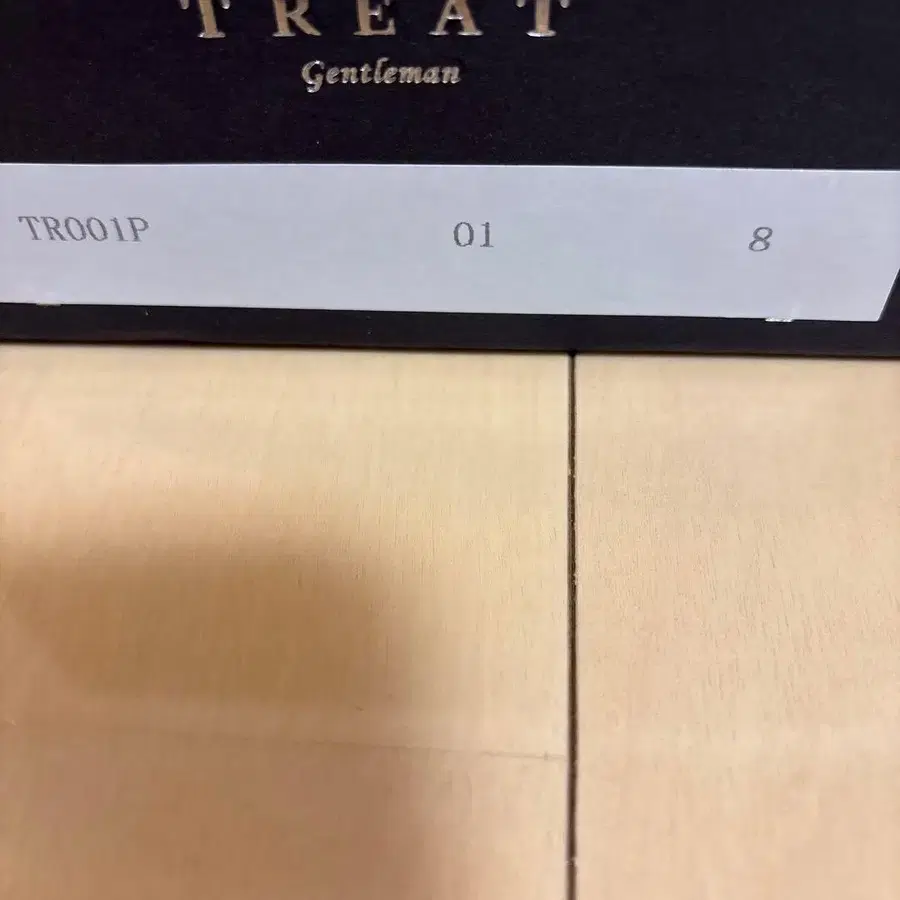 TREAT
Gentleman
TR001P 01 8